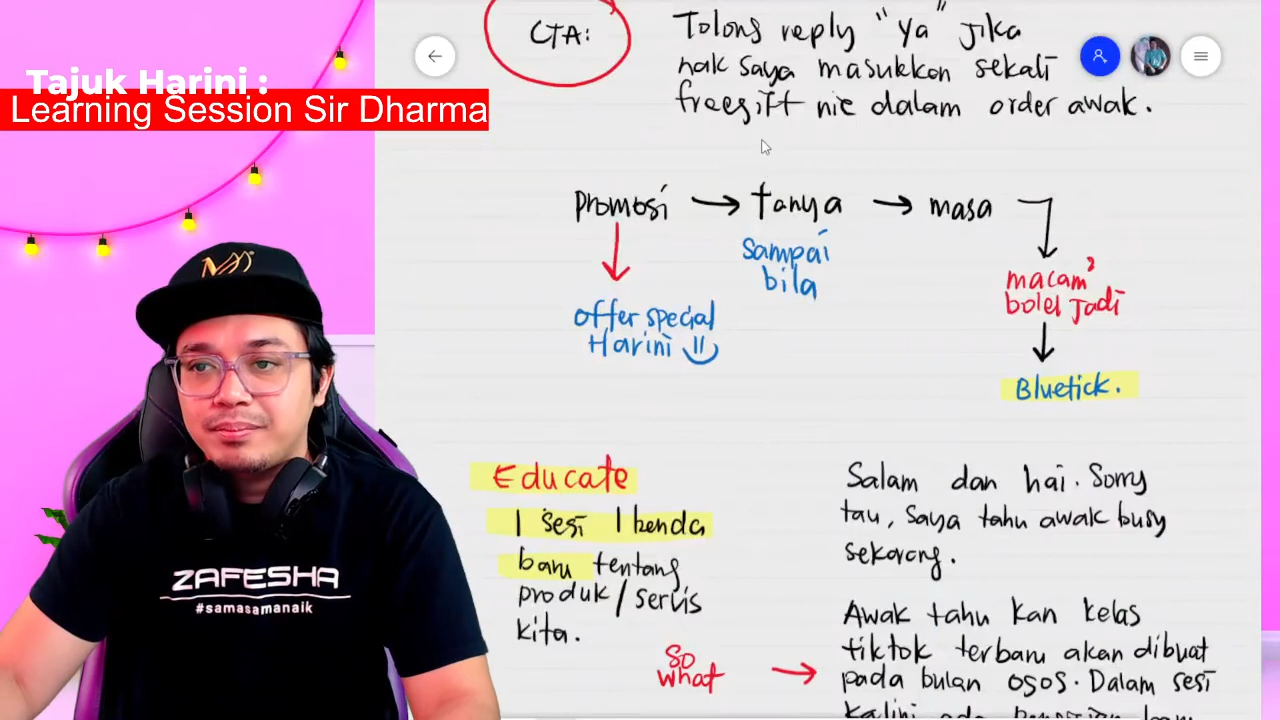 Tajuk Harini :
Learning Session Sir Dharma
CTA:
Tolong reply "ya" jika
nak saya masukkan sekali
freegift nie dalam order awak.
Promosi → tanya → masa
sampai
bila
offer special
Harini
macam²
boleh jadi
Bluetick.
Educate
1 sesi 1 benda
baru tentang
produk / servis
kita.
So
what
→
Salam dan hai. Sorry
tau, saya tahu awak busy
sekarang.
Awak tahu kan kelas
tiktok terbaru akan dibuat
pada bulan ogos. Dalam sesi
kalini ada
ZAFESHA
#samasamanaik